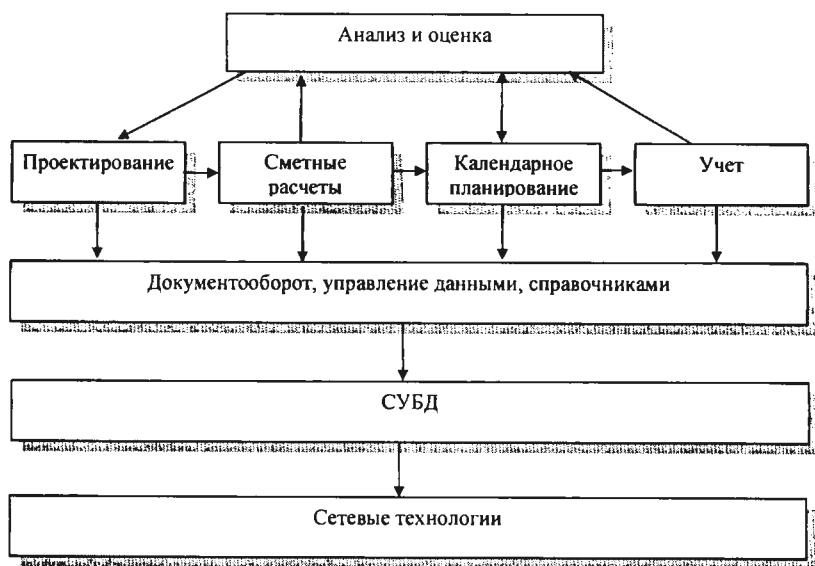 Анализ и оценка
Проектирование
Сметные
расчеты
Календарное
планирование
Учет
Документооборот, управление данными, справочниками
СУБД
Сетевые технологии